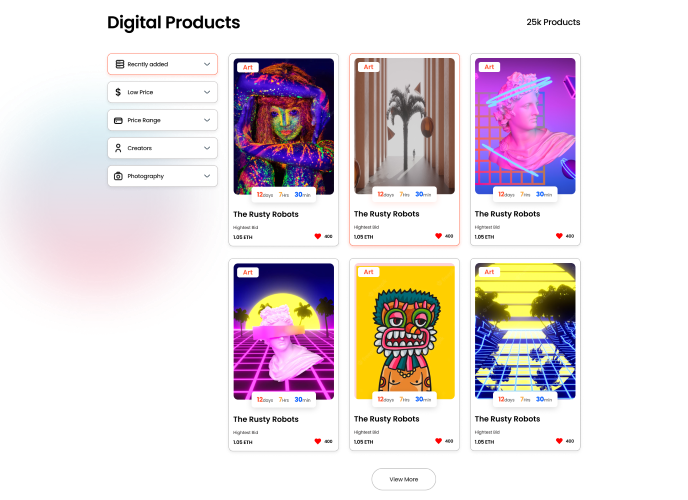 Digital Products
25k Products
Recntly added
Low Price
Price Range
Creators
Photography
Art
12days 7Hrs 30min
The Rusty Robots
Hightest Bid
1.05 ETH
400
Art
12days 7Hrs 30min
The Rusty Robots
Hightest Bid
1.05 ETH
400
Art
12days 7Hrs 30min
The Rusty Robots
Hightest Bid
1.05 ETH
400
Art
12days 7Hrs 30min
The Rusty Robots
Hightest Bid
1.05 ETH
400
Art
12days 7Hrs 30min
The Rusty Robots
Hightest Bid
1.05 ETH
400
Art
12days 7Hrs 30min
The Rusty Robots
Hightest Bid
1.05 ETH
400
View More